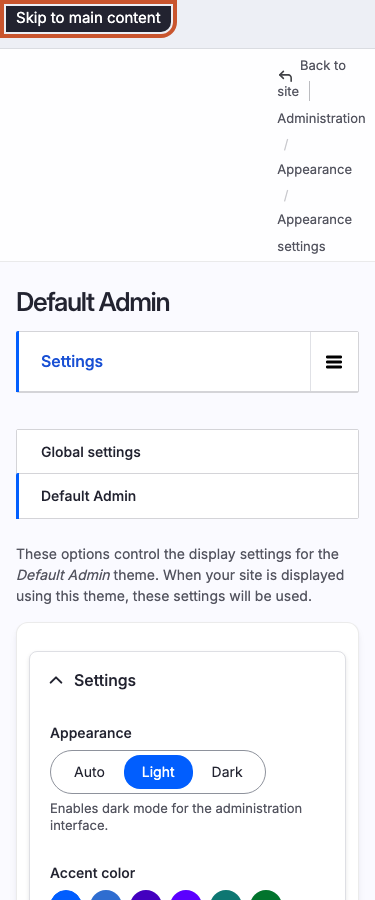 Skip to main content
Back to
site
Administration
/
Appearance
/
Appearance
settings
Default Admin
Settings
Global settings
Default Admin
These options control the display settings for the
Default Admin theme. When your site is displayed
using this theme, these settings will be used.
Settings
Appearance
Auto Light Dark
Enables dark mode for the administration
interface.
Accent color